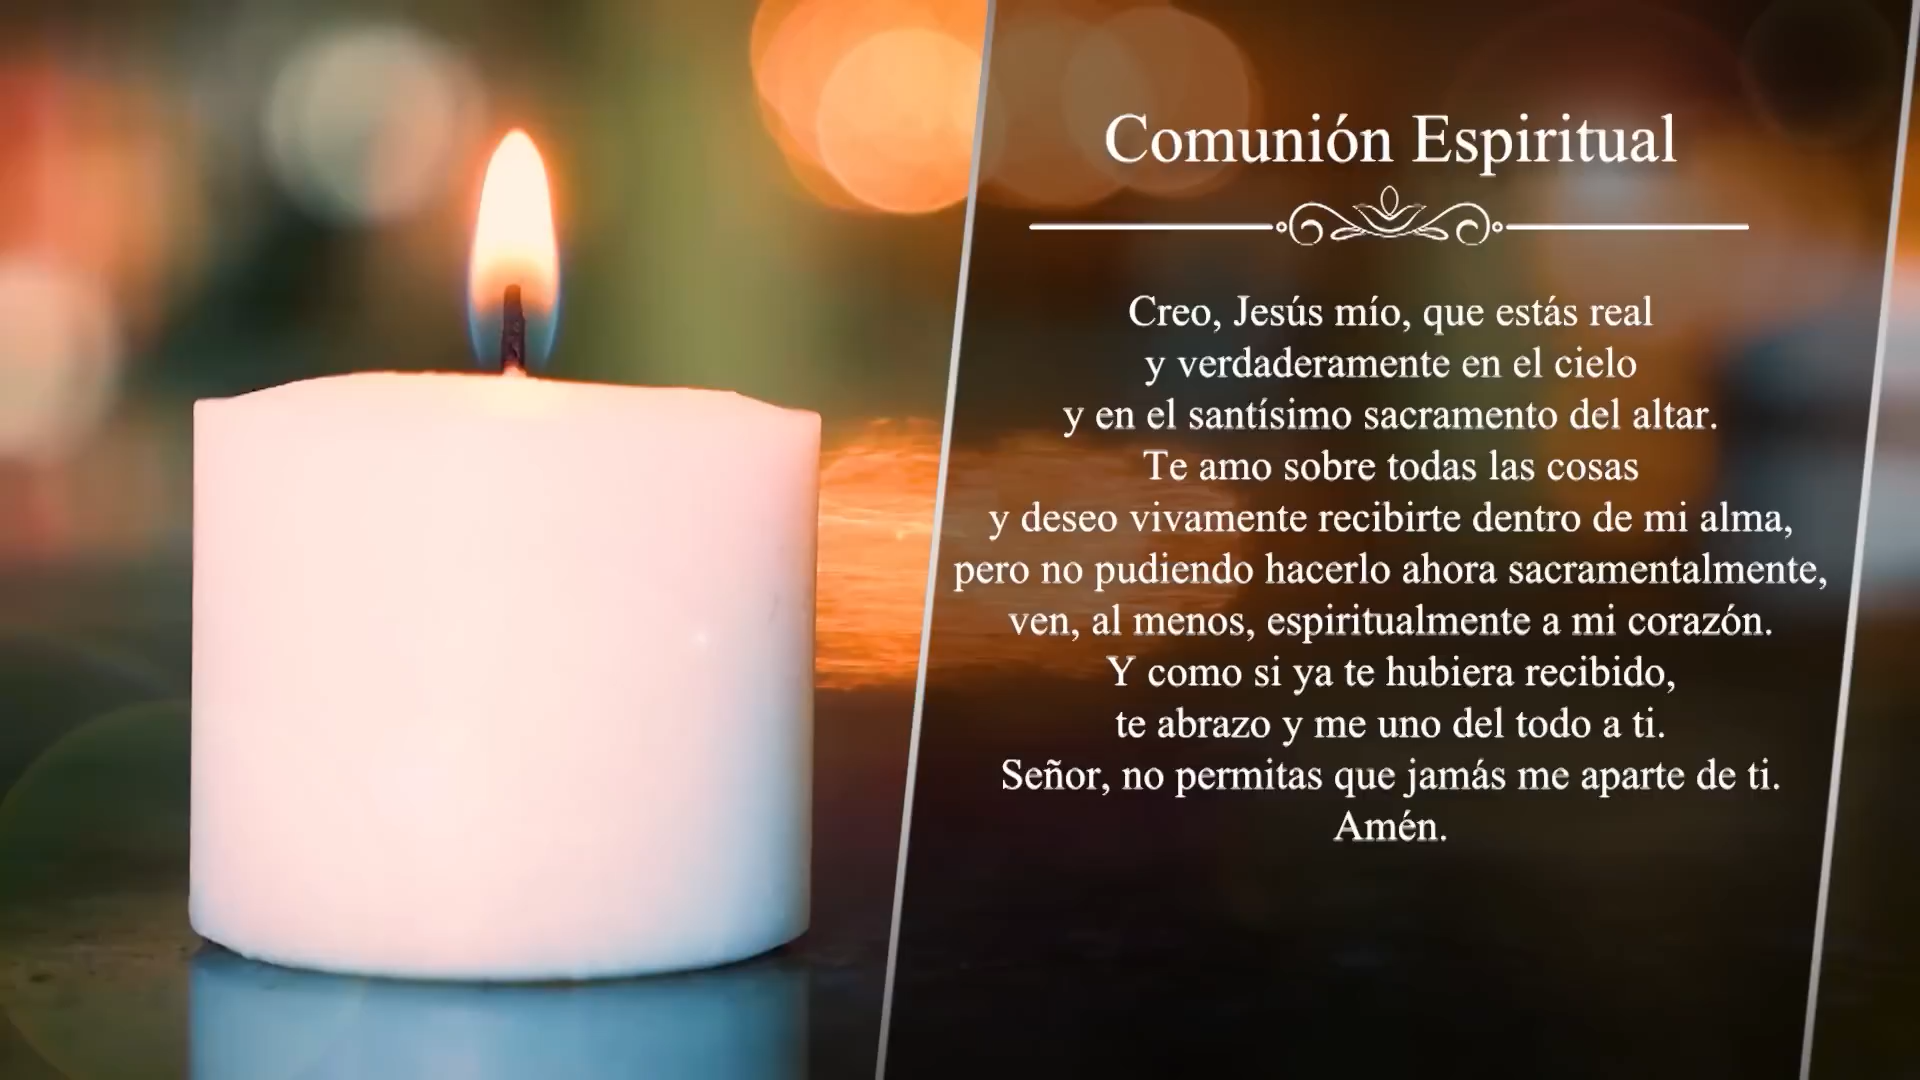 Comunión Espiritual
Creo, Jesús mío, que estás real
y verdaderamente en el cielo
y en el santísimo sacramento del altar.
Te amo sobre todas las cosas
y deseo vivamente recibirte dentro de mi alma,
pero no pudiendo hacerlo ahora sacramentalmente,
ven, al menos, espiritualmente a mi corazón.
Y como si ya te hubiera recibido,
te abrazo y me uno del todo a ti.
Señor, no permitas que jamás me aparte de ti.
Amén.